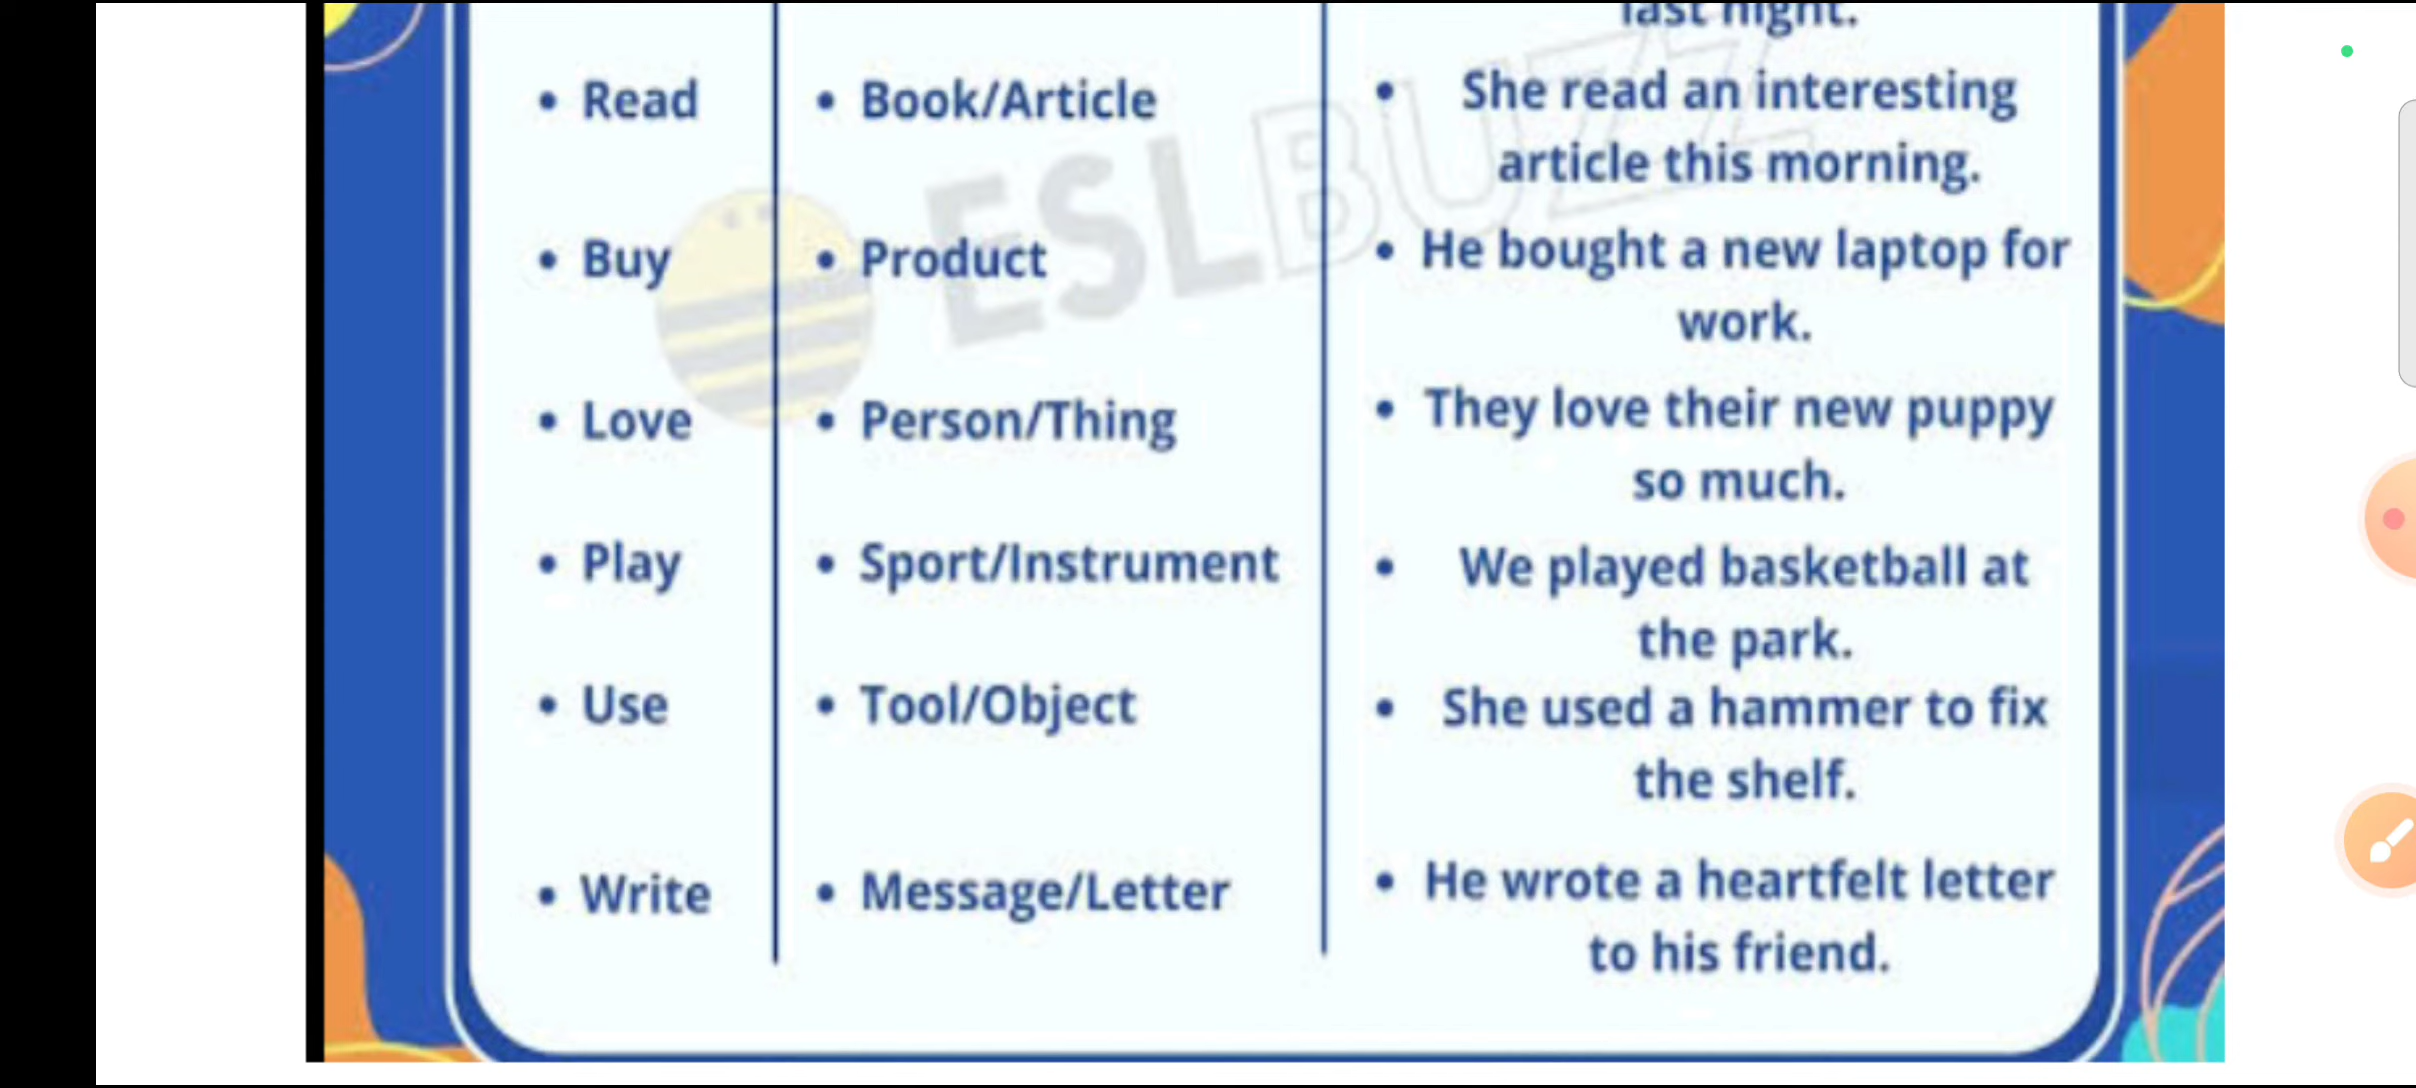 last night.
• Read
• Book/Article
• She read an interesting
article this morning.
• Buy
• Product
• He bought a new laptop for
work.
• Love
• Person/Thing
• They love their new puppy
so much.
• Play
• Sport/Instrument
• We played basketball at
the park.
• Use
• Tool/Object
• She used a hammer to fix
the shelf.
• Write
• Message/Letter
• He wrote a heartfelt letter
to his friend.
ESLBUZZ